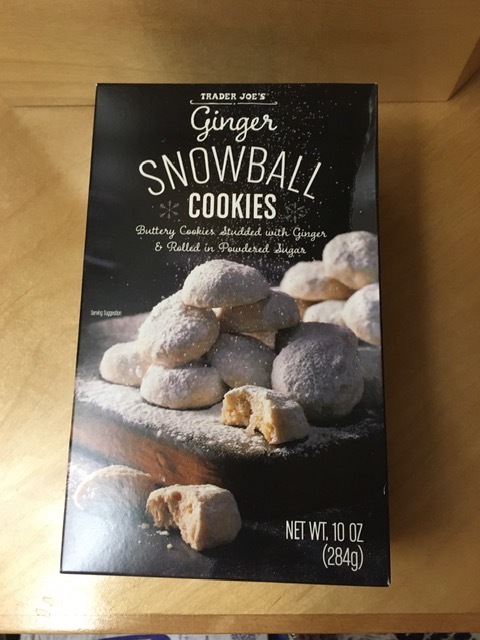 TRADER JOE'S
Ginger
SNOWBALL
COOKIES
Buttery Cookies Studded with Ginger
& Rolled in Powdered Sugar
Serving Suggestion
NET WT. 10 OZ
(284g)